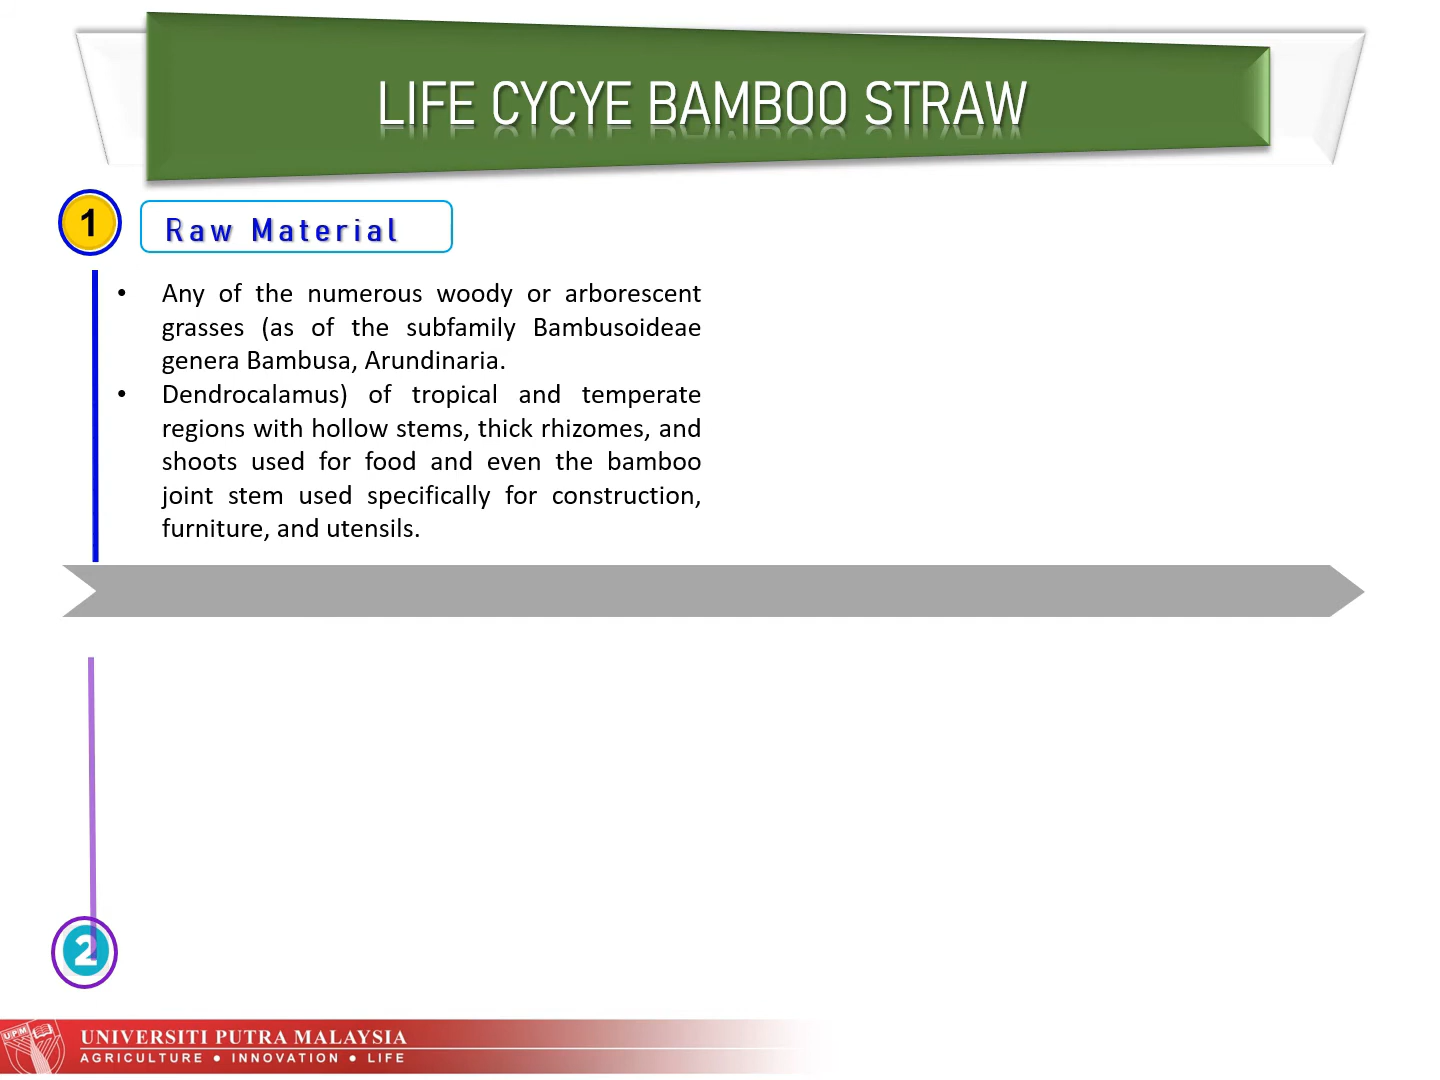 LIFE CYCYE BAMBOO STRAW
1
Raw Material
• Any of the numerous woody or arborescent
grasses (as of the subfamily Bambusoideae
genera Bambusa, Arundinaria.
• Dendrocalamus) of tropical and temperate
regions with hollow stems, thick rhizomes, and
shoots used for food and even the bamboo
joint stem used specifically for construction,
furniture, and utensils.
2
UPM
UNIVERSITI PUTRA MALAYSIA
AGRICULTURE ● INNOVATION ● LIFE